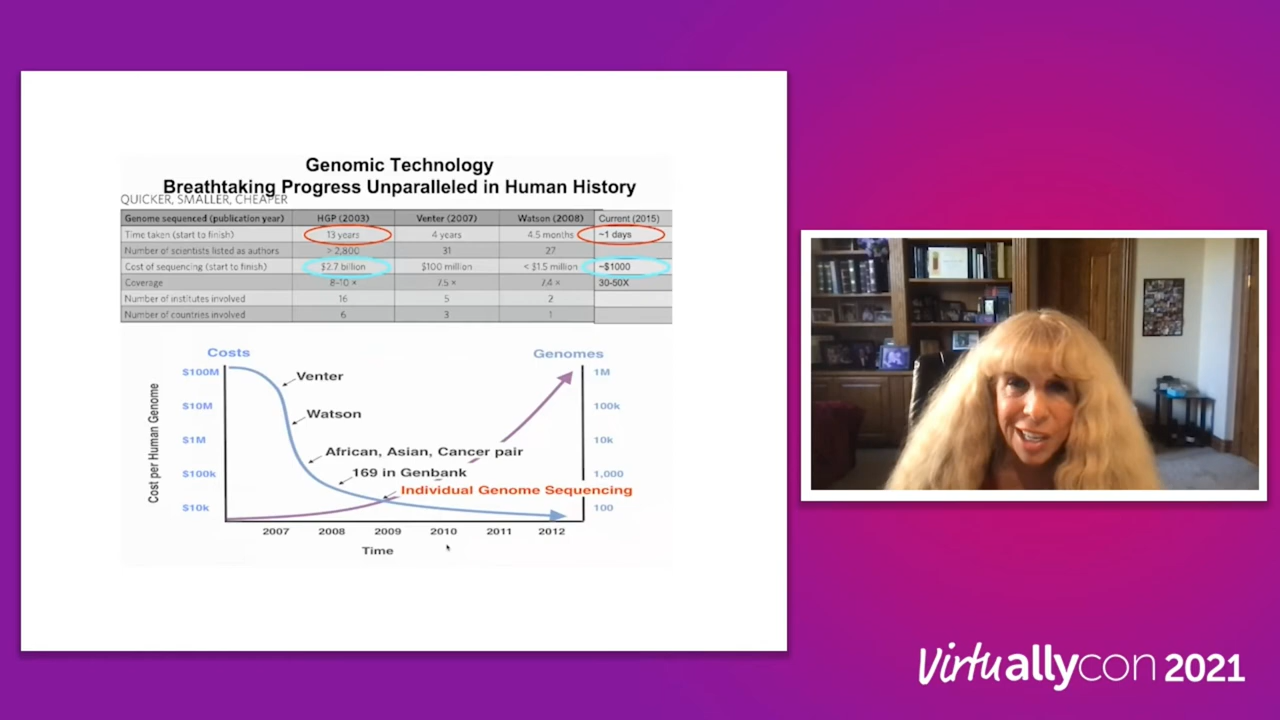 Genomic Technology
Breathtaking Progress Unparalleled in Human History
QUICKER, SMALLER, CHEAPER
Genome sequenced (publication year) HGP (2003) Venter (2007) Watson (2008) Current (2015)
Time taken (start to finish) 13 years 4 years 4.5 months ~1 days
Number of scientists listed as authors > 2,800 31 27
Cost of sequencing (start to finish) $2.7 billion $100 million < $1.5 million ~$1000
Coverage 8-10 × 7.5 × 7.4 × 30-50X
Number of institutes involved 16 5 2
Number of countries involved 6 3 1
Costs Genomes
$100M Venter 1M
$10M Watson 100k
$1M African, Asian, Cancer pair 10k
$100k 169 in Genbank 1,000
Individual Genome Sequencing
$10k 100
Cost per Human Genome
2007 2008 2009 2010 2011 2012
Time
Virtuallycon 2021